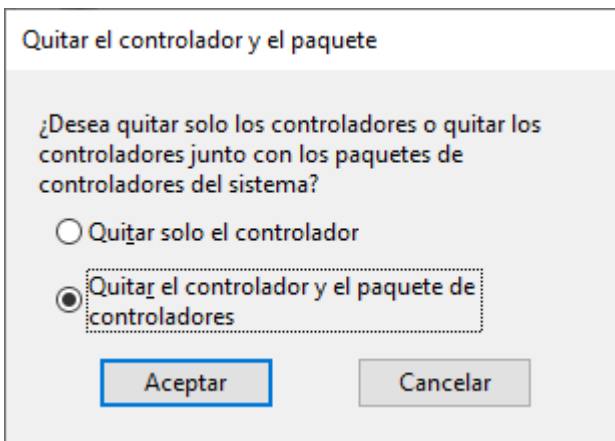 Quitar el controlador y el paquete
¿Desea quitar solo los controladores o quitar los
controladores junto con los paquetes de
controladores del sistema?
Quitar solo el controlador
Quitar el controlador y el paquete de
controladores
Aceptar
Cancelar